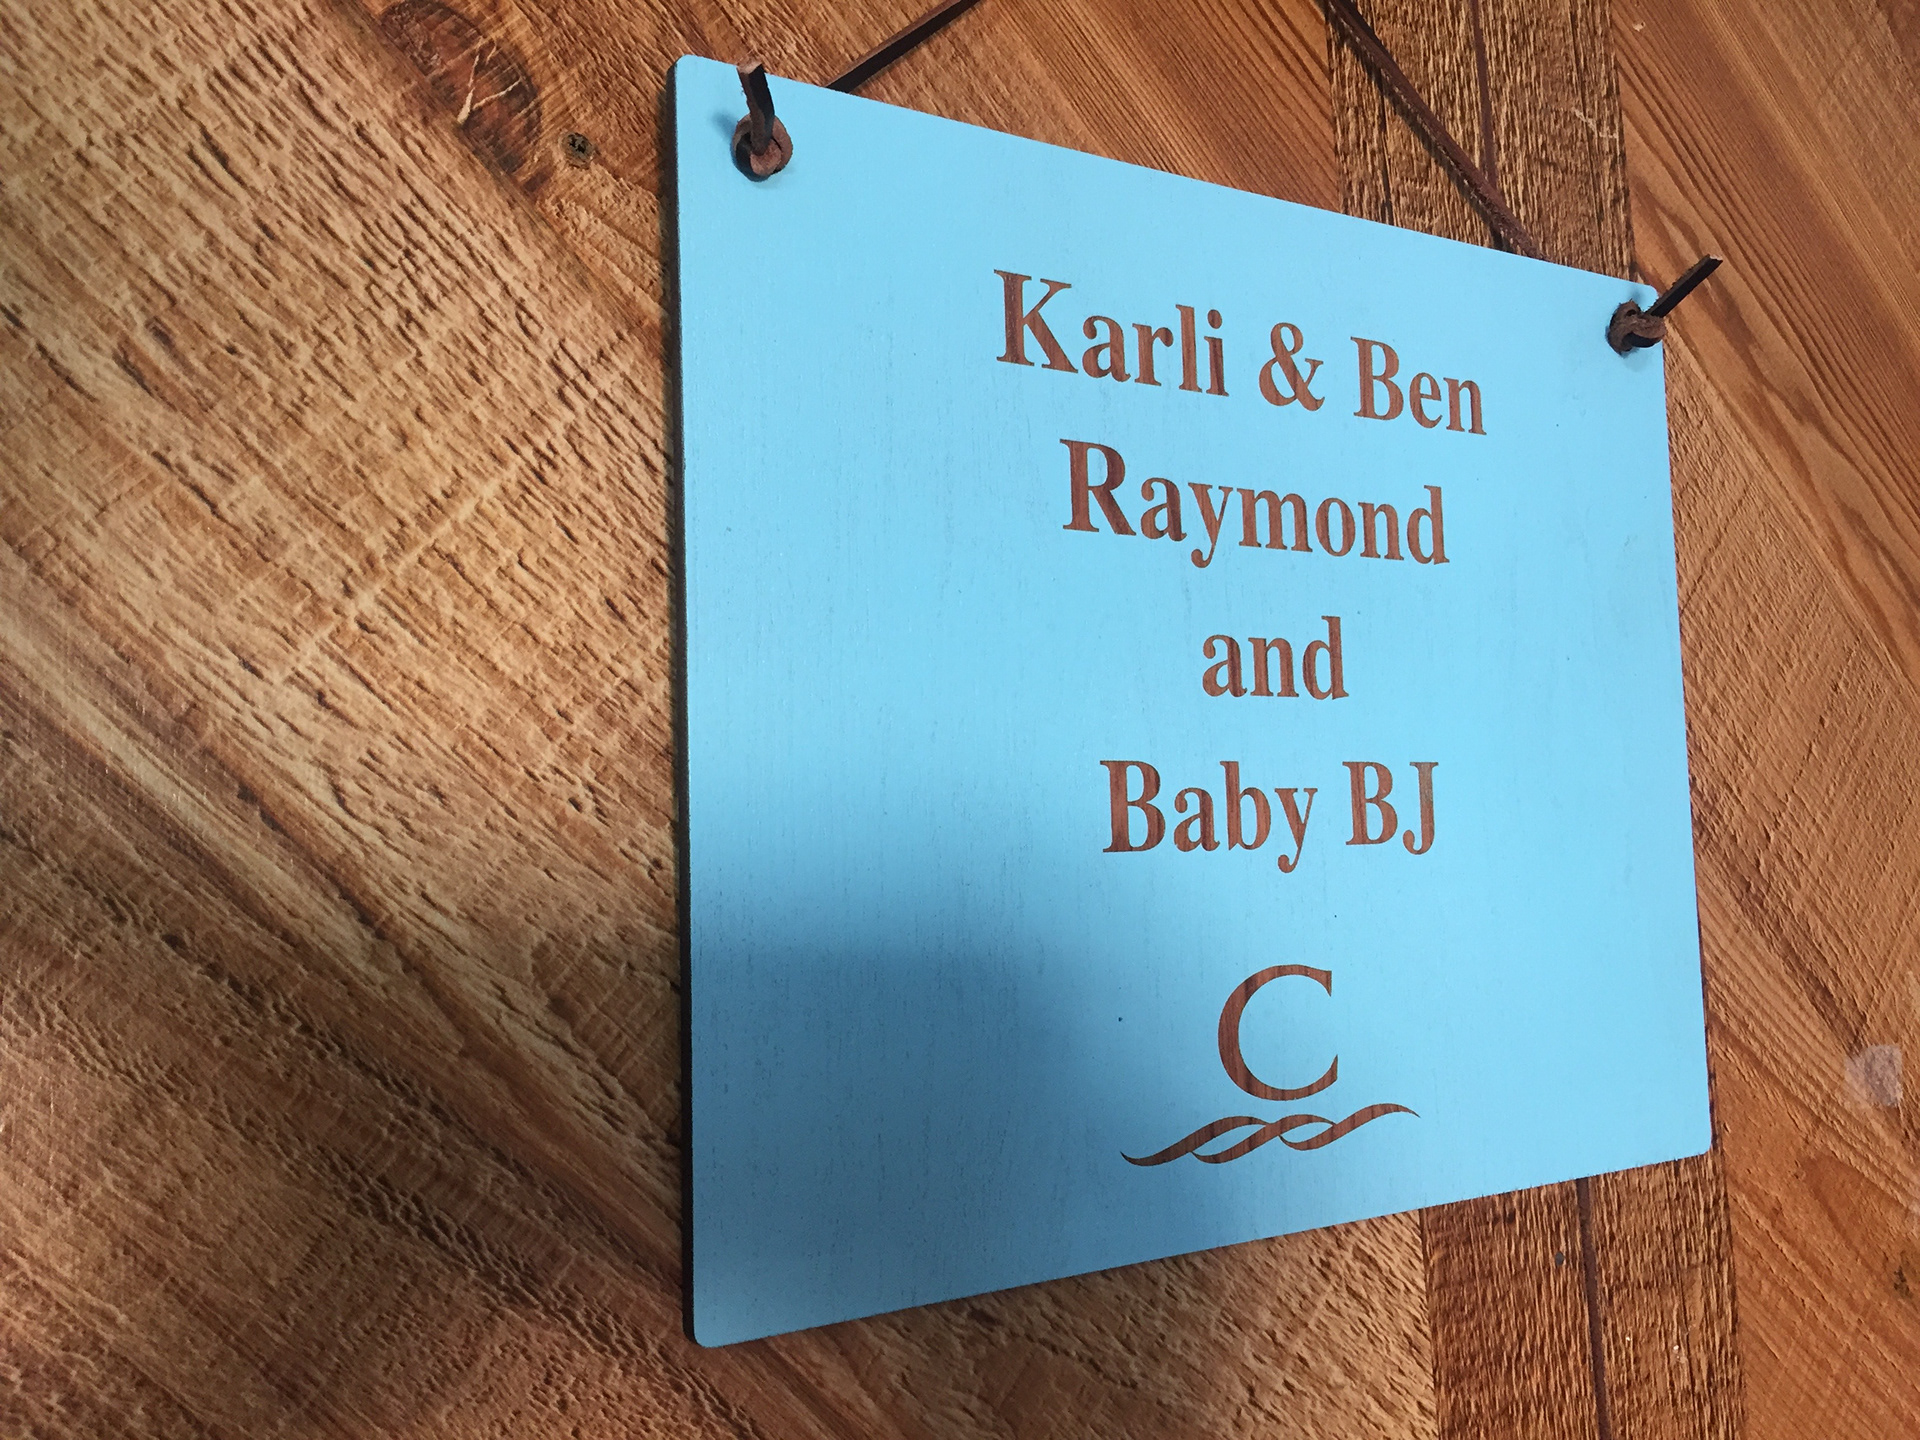 Karli & Ben
Raymond
and
Baby BJ
C